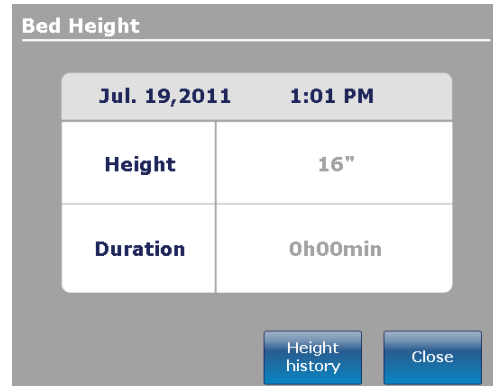 Bed Height
Jul. 19,2011 1:01 PM
Height 16"
Duration 0h00min
Height
history
Close